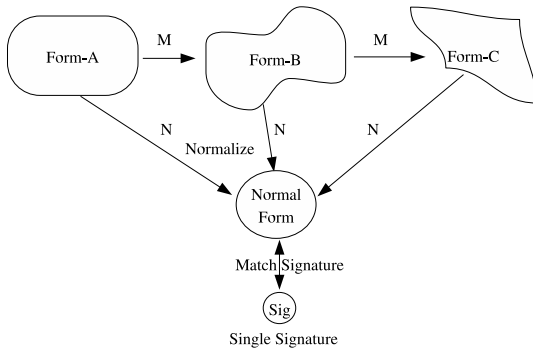 M
M
Form-A
Form-B
Form-C
N
N
N
Normalize
Normal
Form
Match Signature
Sig
Single Signature